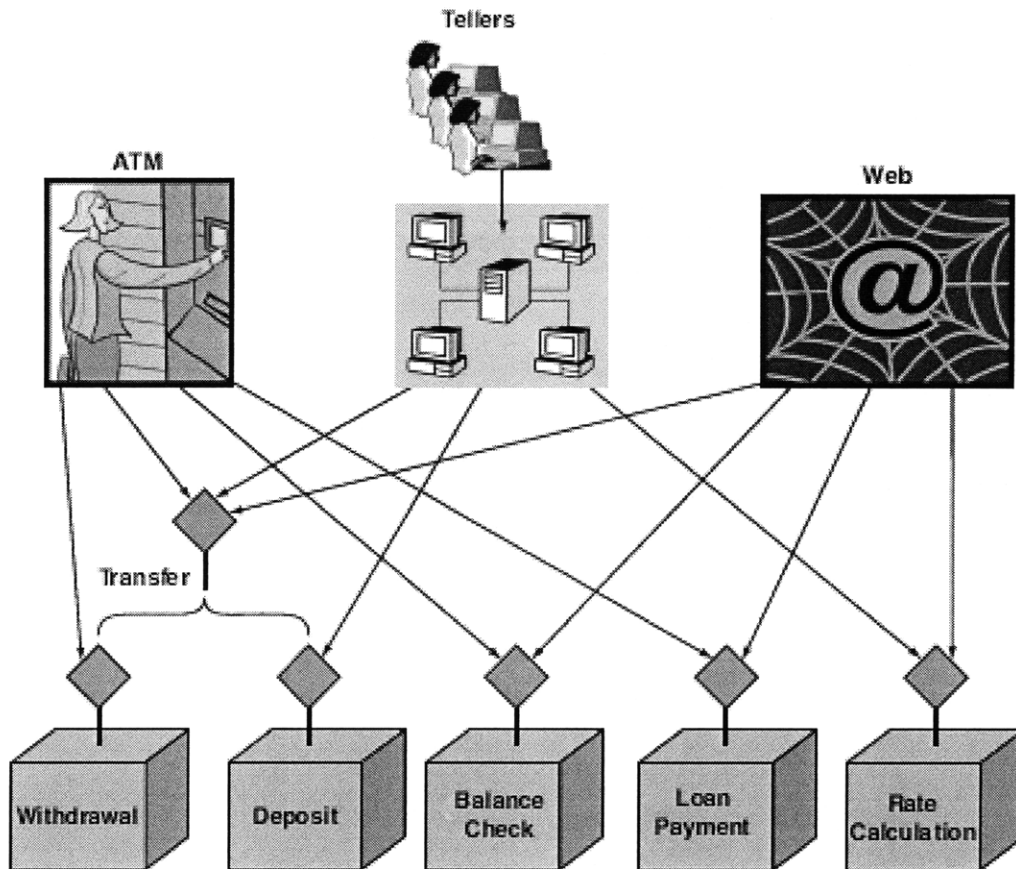 Tellers
ATM
Web
@
Transfer
Withdrawal
Deposit
Balance
Check
Loan
Payment
Rate
Calculation